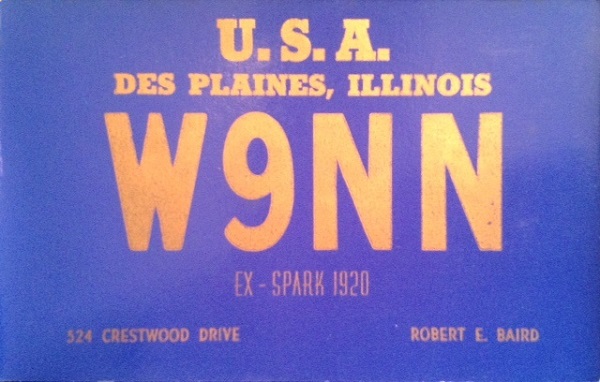 U.S.A.
DES PLAINES, ILLINOIS
W9NN
EX-SPARK 1920
524 CRESTWOOD DRIVE ROBERT E. BAIRD